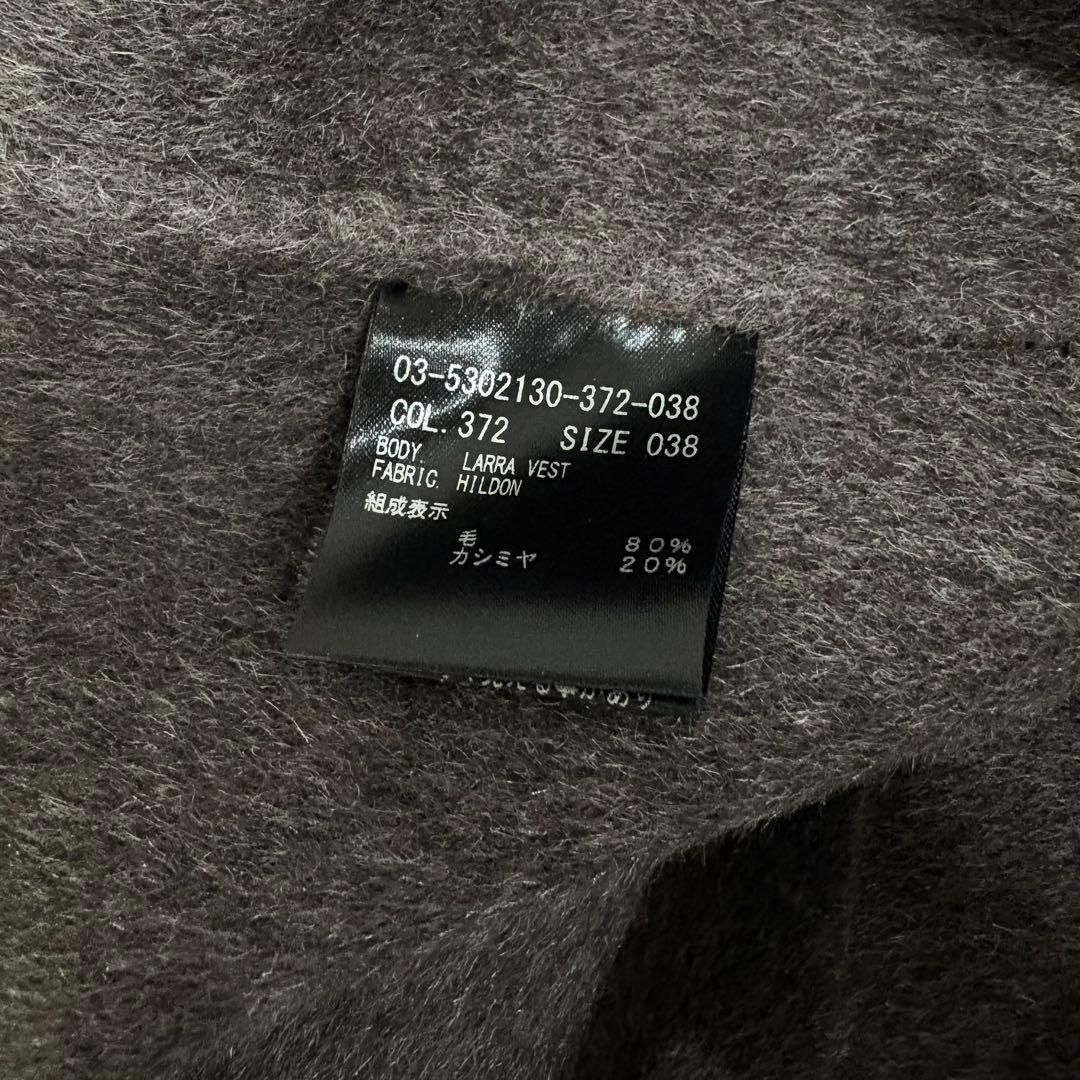 03-5302130-372-038
COL. 372 SIZE 038
BODY. LARRA VEST
FABRIC. HILDON
組成表示
毛 80%
カシミヤ 20%